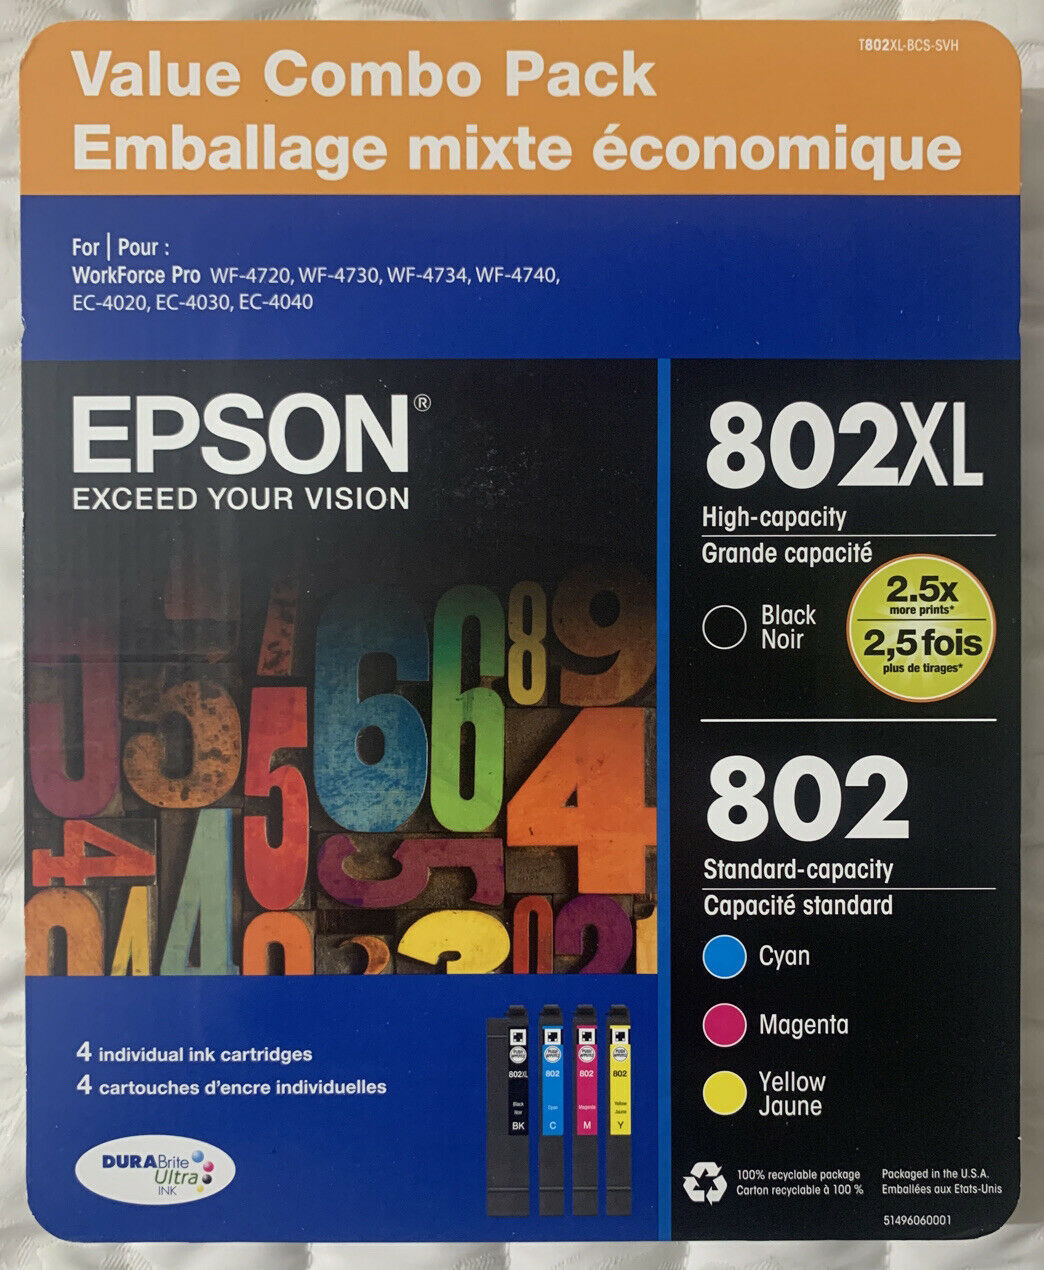 T802XL-BCS-SVH
Value Combo Pack
Emballage mixte économique
For | Pour :
WorkForce Pro WF-4720, WF-4730, WF-4734, WF-4740,
EC-4020, EC-4030, EC-4040
EPSON®
EXCEED YOUR VISION
802XL
High-capacity
Grande capacité
Black
Noir
2.5x
more prints*
2,5 fois
plus de tirages*
802
Standard-capacity
Capacité standard
Cyan
Magenta
Yellow
Jaune
4 individual ink cartridges
4 cartouches d'encre individuelles
802XL
Black
Noir
BK
802
Cyan
C
802
Magenta
M
802
Yellow
Jaune
Y
DURABrite
Ultra
INK
100% recyclable package
Carton recyclable à 100 %
Packaged in the U.S.A.
Emballées aux Etats-Unis
51496060001